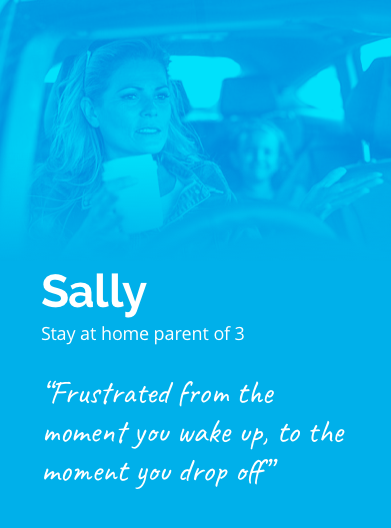 Sally
Stay at home parent of 3
“Frustrated from the
moment you wake up, to the
moment you drop off”